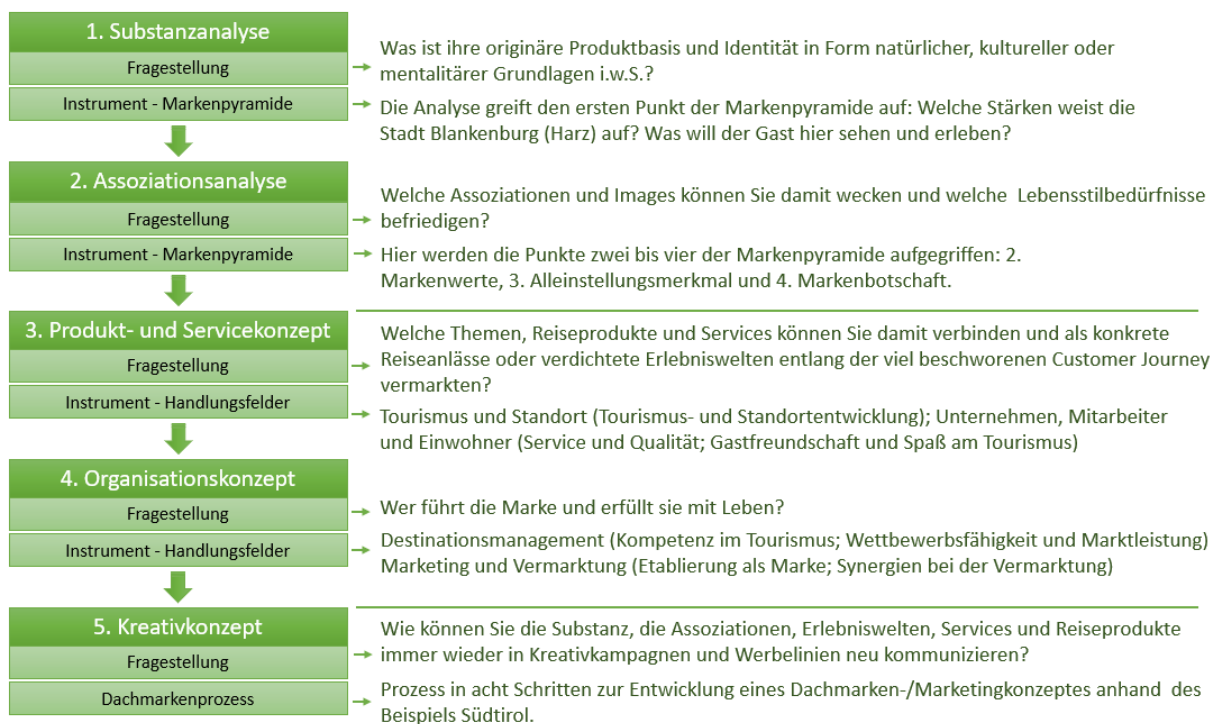 1. Substanzanalyse
Fragestellung
Was ist ihre originäre Produktbasis und Identität in Form natürlicher, kultureller oder
mentalitärer Grundlagen i.w.S.?
Instrument - Markenpyramide
Die Analyse greift den ersten Punkt der Markenpyramide auf: Welche Stärken weist die
Stadt Blankenburg (Harz) auf? Was will der Gast hier sehen und erleben?
2. Assoziationsanalyse
Fragestellung
Welche Assoziationen und Images können Sie damit wecken und welche Lebensstilbedürfnisse
befriedigen?
Instrument - Markenpyramide
Hier werden die Punkte zwei bis vier der Markenpyramide aufgegriffen: 2.
Markenwerte, 3. Alleinstellungsmerkmal und 4. Markenbotschaft.
3. Produkt- und Servicekonzept
Fragestellung
Welche Themen, Reiseprodukte und Services können Sie damit verbinden und als konkrete
Reiseanlässe oder verdichtete Erlebniswelten entlang der viel beschworenen Customer Journey
vermarkten?
Instrument - Handlungsfelder
Tourismus und Standort (Tourismus- und Standortentwicklung); Unternehmen, Mitarbeiter
und Einwohner (Service und Qualität; Gastfreundschaft und Spaß am Tourismus)
4. Organisationskonzept
Fragestellung
Wer führt die Marke und erfüllt sie mit Leben?
Instrument - Handlungsfelder
Destinationsmanagement (Kompetenz im Tourismus; Wettbewerbsfähigkeit und Marktleistung)
Marketing und Vermarktung (Etablierung als Marke; Synergien bei der Vermarktung)
5. Kreativkonzept
Fragestellung
Wie können Sie die Substanz, die Assoziationen, Erlebniswelten, Services und Reiseprodukte
immer wieder in Kreativkampagnen und Werbelinien neu kommunizieren?
Dachmarkenprozess
Prozess in acht Schritten zur Entwicklung eines Dachmarken-/Marketingkonzeptes anhand des
Beispiels Südtirol.